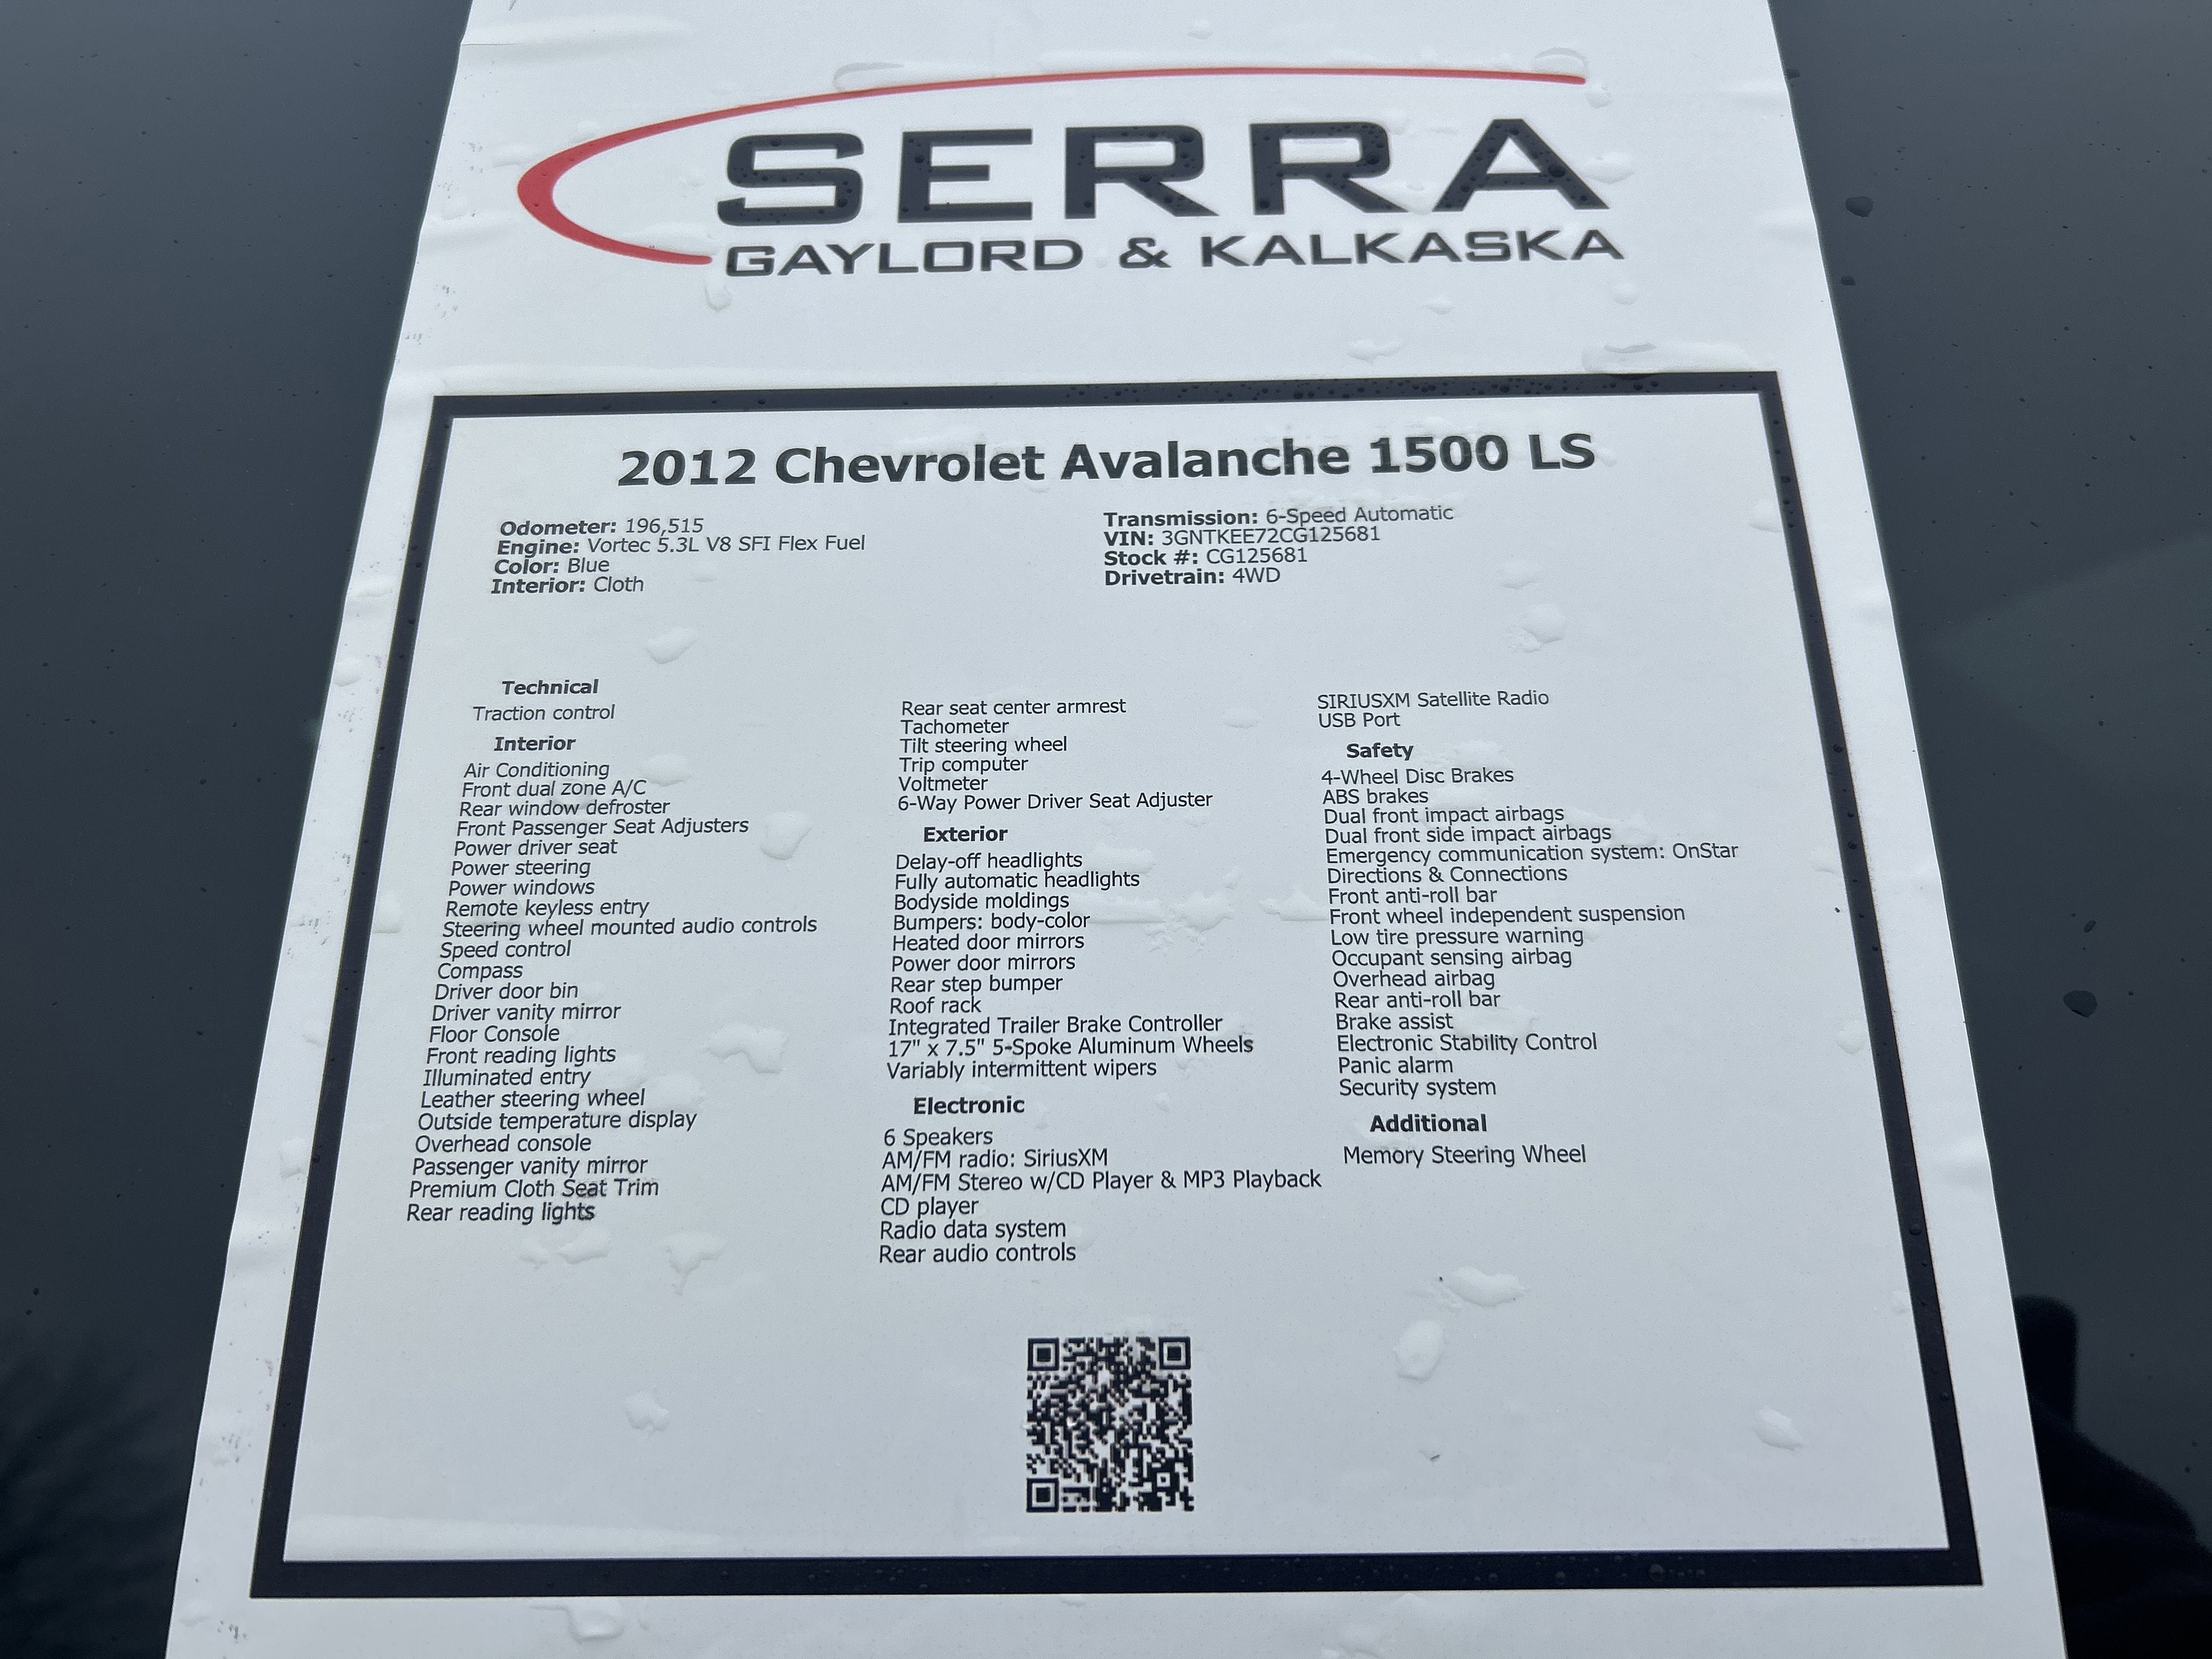 SERRA
GAYLORD & KALKASKA
2012 Chevrolet Avalanche 1500 LS
Odometer: 196,515
Engine: Vortec 5.3L V8 SFI Flex Fuel
Color: Blue
Interior: Cloth
Transmission: 6-Speed Automatic
VIN: 3GNTKEE72CG125681
Stock #: CG125681
Drivetrain: 4WD
Technical
Traction control
Interior
Air Conditioning
Front dual zone A/C
Rear window defroster
Front Passenger Seat Adjusters
Power driver seat
Power steering
Power windows
Remote keyless entry
Steering wheel mounted audio controls
Speed control
Compass
Driver door bin
Driver vanity mirror
Floor Console
Front reading lights
Illuminated entry
Leather steering wheel
Outside temperature display
Overhead console
Passenger vanity mirror
Premium Cloth Seat Trim
Rear reading lights
Rear seat center armrest
Tachometer
Tilt steering wheel
Trip computer
Voltmeter
6-Way Power Driver Seat Adjuster
Exterior
Delay-off headlights
Fully automatic headlights
Bodyside moldings
Bumpers: body-color
Heated door mirrors
Power door mirrors
Rear step bumper
Roof rack
Integrated Trailer Brake Controller
17" x 7.5" 5-Spoke Aluminum Wheels
Variably intermittent wipers
Electronic
6 Speakers
AM/FM radio: SiriusXM
AM/FM Stereo w/CD Player & MP3 Playback
CD player
Radio data system
Rear audio controls
SIRIUSXM Satellite Radio
USB Port
Safety
4-Wheel Disc Brakes
ABS brakes
Dual front impact airbags
Dual front side impact airbags
Emergency communication system: OnStar
Directions & Connections
Front anti-roll bar
Front wheel independent suspension
Low tire pressure warning
Occupant sensing airbag
Overhead airbag
Rear anti-roll bar
Brake assist
Electronic Stability Control
Panic alarm
Security system
Additional
Memory Steering Wheel